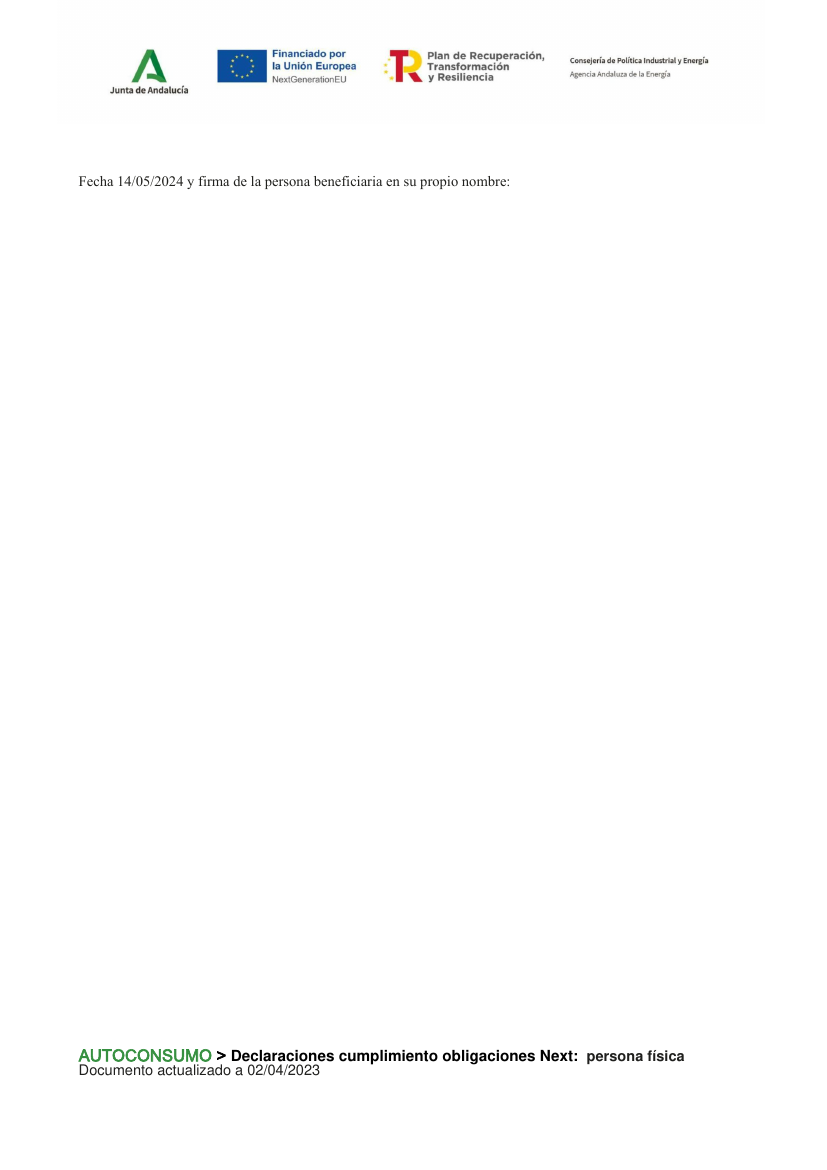 Junta de Andalucía
Financiado por
la Unión Europea
NextGenerationEU
Plan de Recuperación,
Transformación
y Resiliencia
Consejería de Política Industrial y Energía
Agencia Andaluza de la Energía
Fecha 14/05/2024 y firma de la persona beneficiaria en su propio nombre:
AUTOCONSUMO > Declaraciones cumplimiento obligaciones Next: persona física
Documento actualizado a 02/04/2023